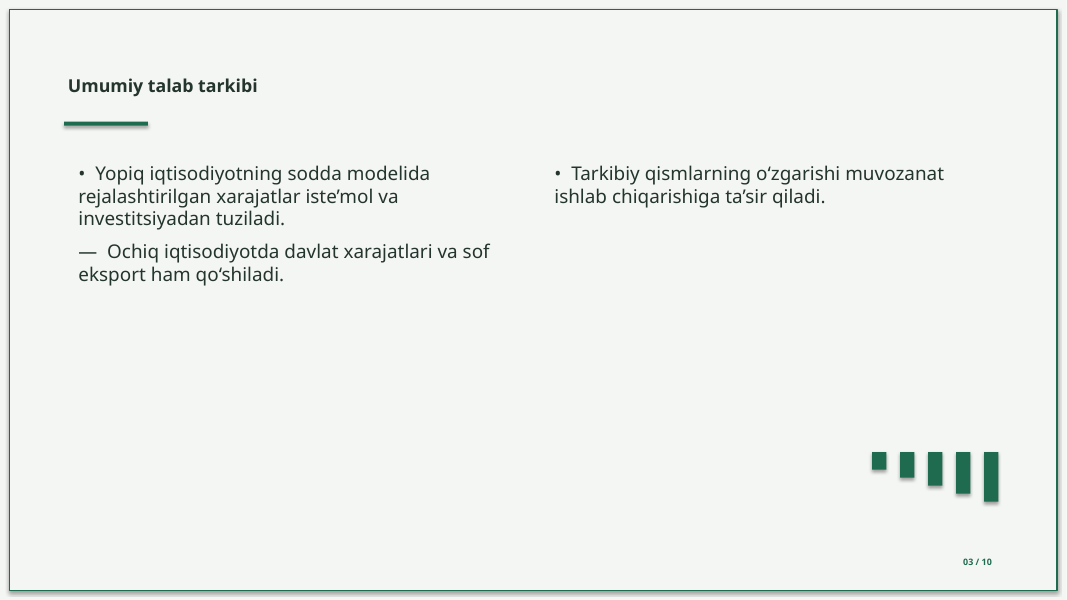 Umumiy talab tarkibi
• Yopiq iqtisodiyotning sodda modelida
rejalashtirilgan xarajatlar iste’mol va
investitsiyadan tuziladi.
— Ochiq iqtisodiyotda davlat xarajatlari va sof
eksport ham qo‘shiladi.
• Tarkibiy qismlarning o‘zgarishi muvozanat
ishlab chiqarishiga ta’sir qiladi.
03 / 10